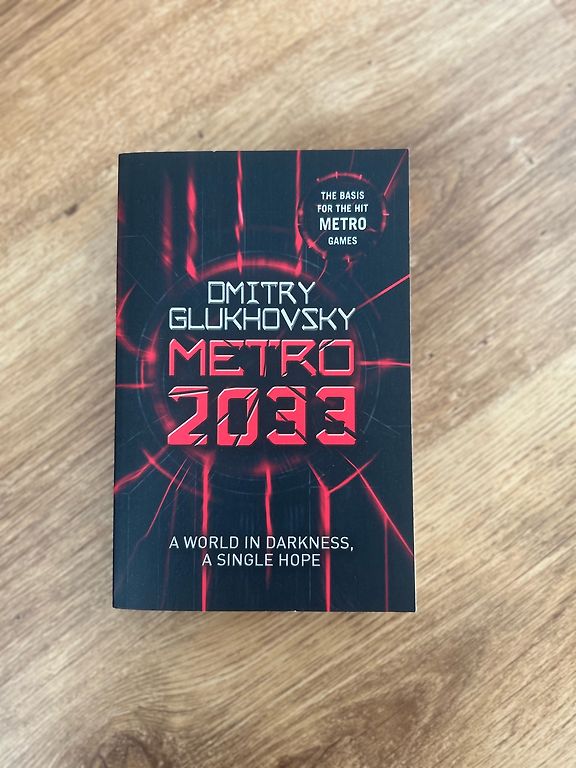 THE BASIS
FOR THE HIT
METRO
GAMES
DMITRY
GLUKHOVSKY
METRO
2033
A WORLD IN DARKNESS,
A SINGLE HOPE